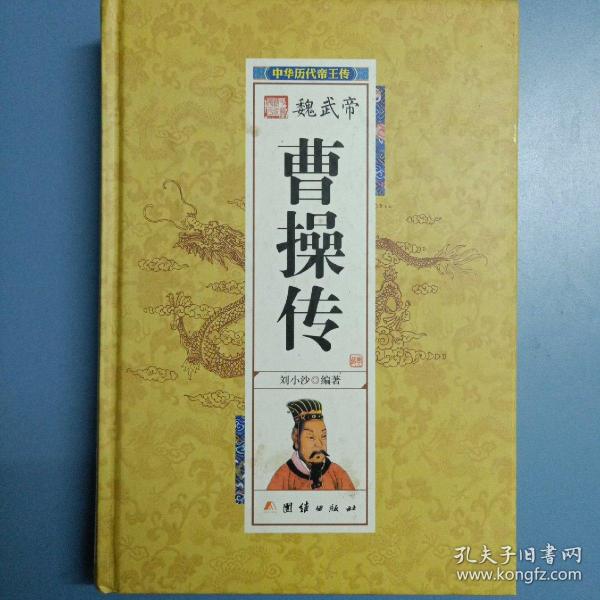 中华历代帝王传
魏武帝
曹操传
刘小沙◎编著
团结出版社
孔夫子旧书网
www.kongfz.com